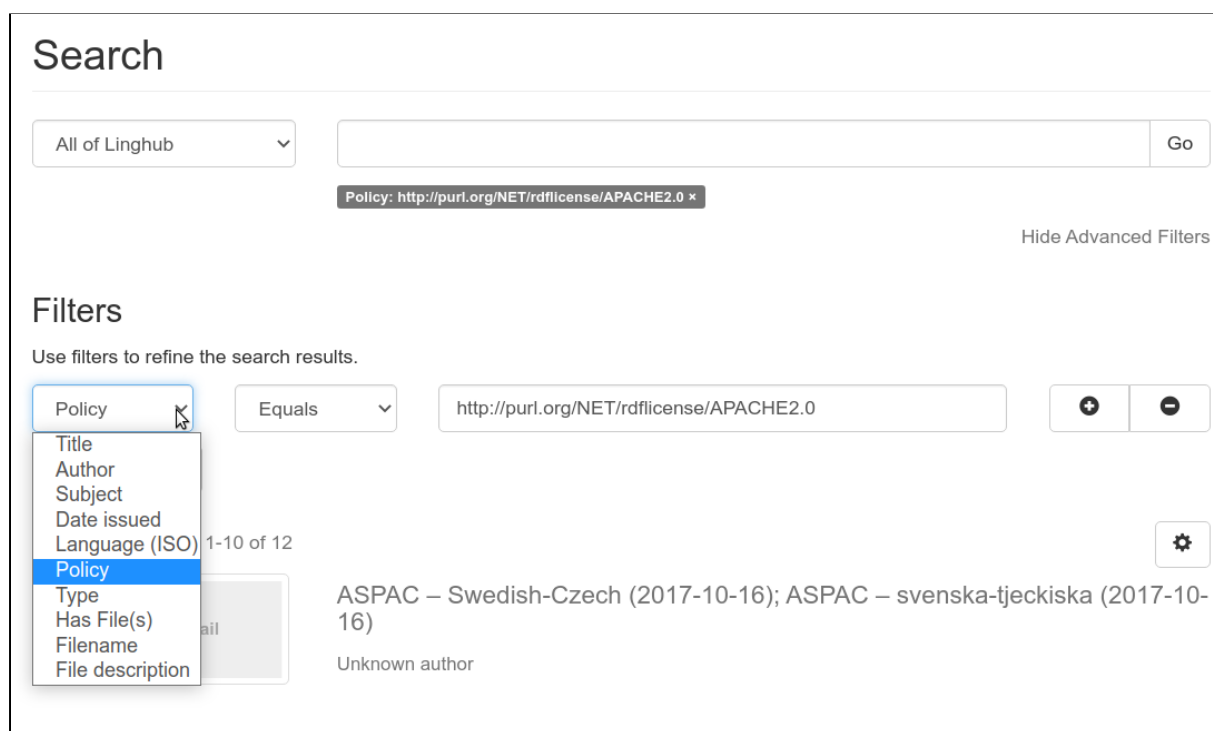 Search
All of Linghub
Go
Policy: http://purl.org/NET/rdflicense/APACHE2.0 ×
Hide Advanced Filters
Filters
Use filters to refine the search results.
Policy Equals http://purl.org/NET/rdflicense/APACHE2.0
Title
Author
Subject
Date issued
Language (ISO)
1-10 of 12
Policy
Type
Has File(s)
Filename
File description
ail
ASPAC – Swedish-Czech (2017-10-16); ASPAC – svenska-tjeckiska (2017-10-
16)
Unknown author